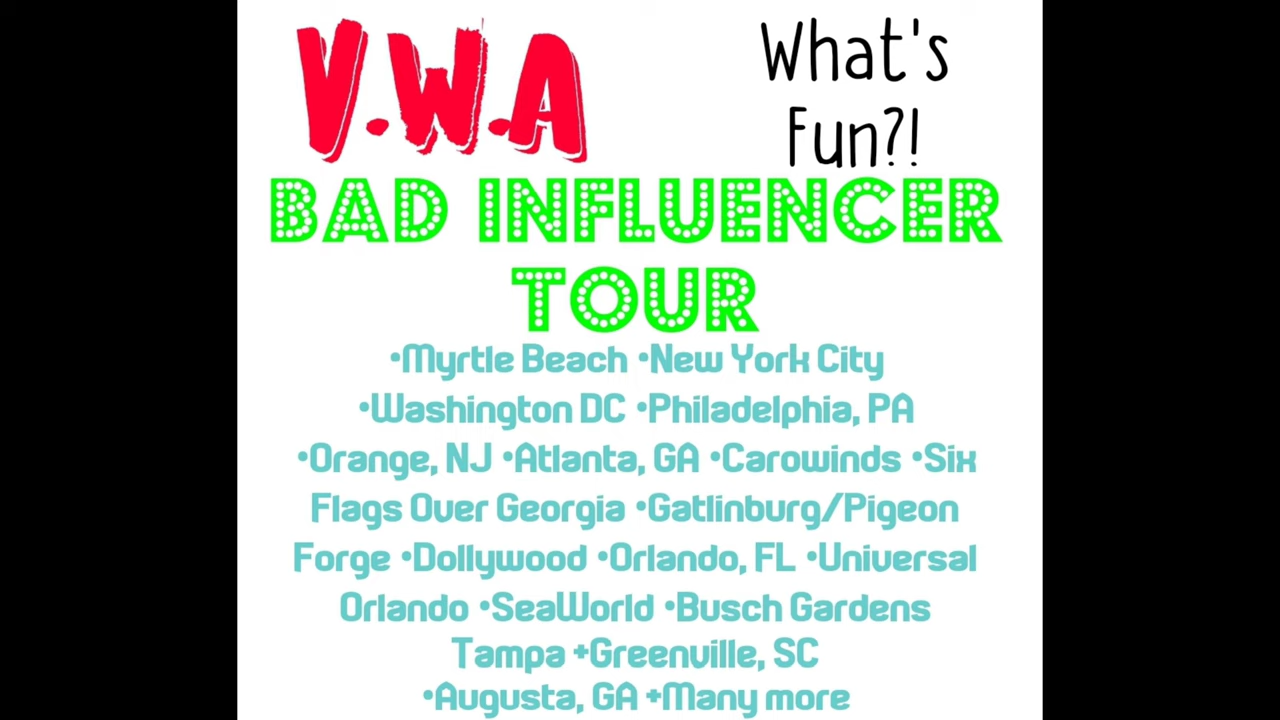 V.W.A
What's
Fun?!
BAD INFLUENCER
TOUR
•Myrtle Beach •New York City
•Washington DC •Philadelphia, PA
•Orange, NJ •Atlanta, GA •Carowinds •Six
Flags Over Georgia •Gatlinburg/Pigeon
Forge •Dollywood •Orlando, FL •Universal
Orlando •SeaWorld •Busch Gardens
Tampa +Greenville, SC
•Augusta, GA +Many more